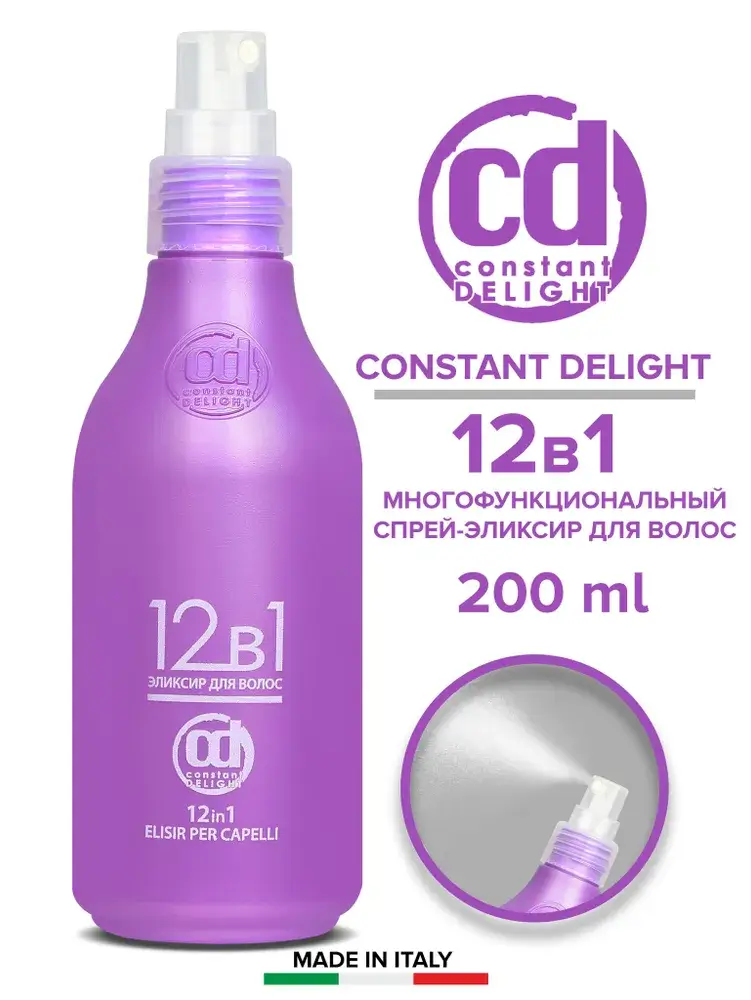 cd
constant
DELIGHT
CONSTANT DELIGHT
12в1
МНОГОФУНКЦИОНАЛЬНЫЙ
СПРЕЙ-ЭЛИКСИР ДЛЯ ВОЛОС
200 ml
cd
constant
DELIGHT
12в1
ЭЛИКСИР ДЛЯ ВОЛОС
cd
constant
DELIGHT
12in1
ELISIR PER CAPELLI
MADE IN ITALY